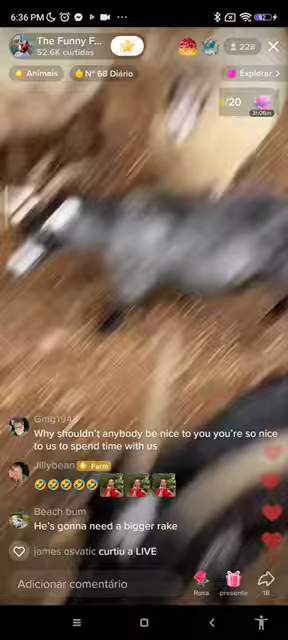 6:36 PM
The Funny F...
52.6K curtidas
228
Animais
Nº 68 Diário
Explorar >
/20
3h06m
Gmg1948
Why shouldn't anybody be nice to you you're so nice
to us to spend time with us
Jillybean Farm
Beach bum
He's gonna need a bigger rake
james osvatic curtiu a LIVE
Adicionar comentário
Rosa
presente
18